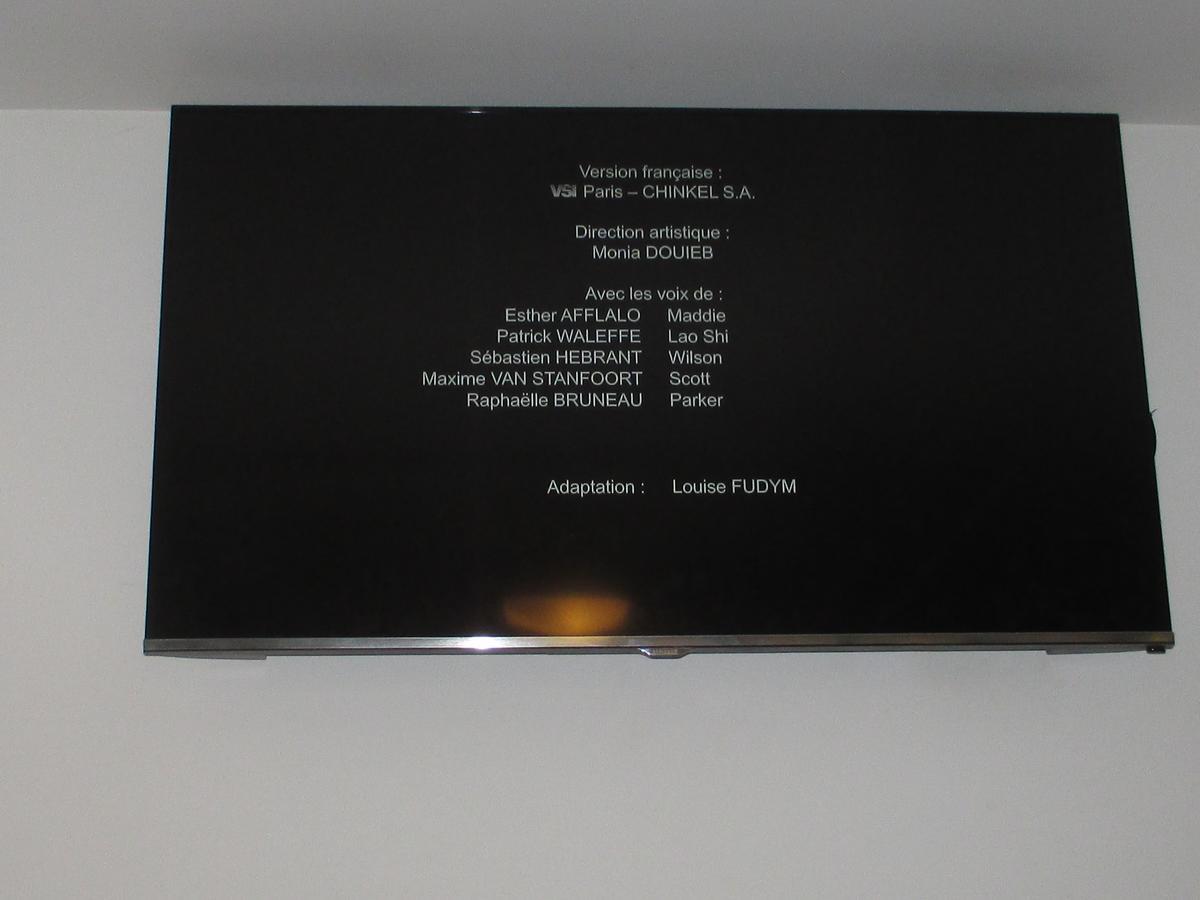 Version française :
VSI Paris – CHINKEL S.A.
Direction artistique :
Monia DOUIEB
Avec les voix de :
Esther AFFLALO Maddie
Patrick WALEFFE Lao Shi
Sébastien HEBRANT Wilson
Maxime VAN STANFOORT Scott
Raphaëlle BRUNEAU Parker
Adaptation : Louise FUDYM